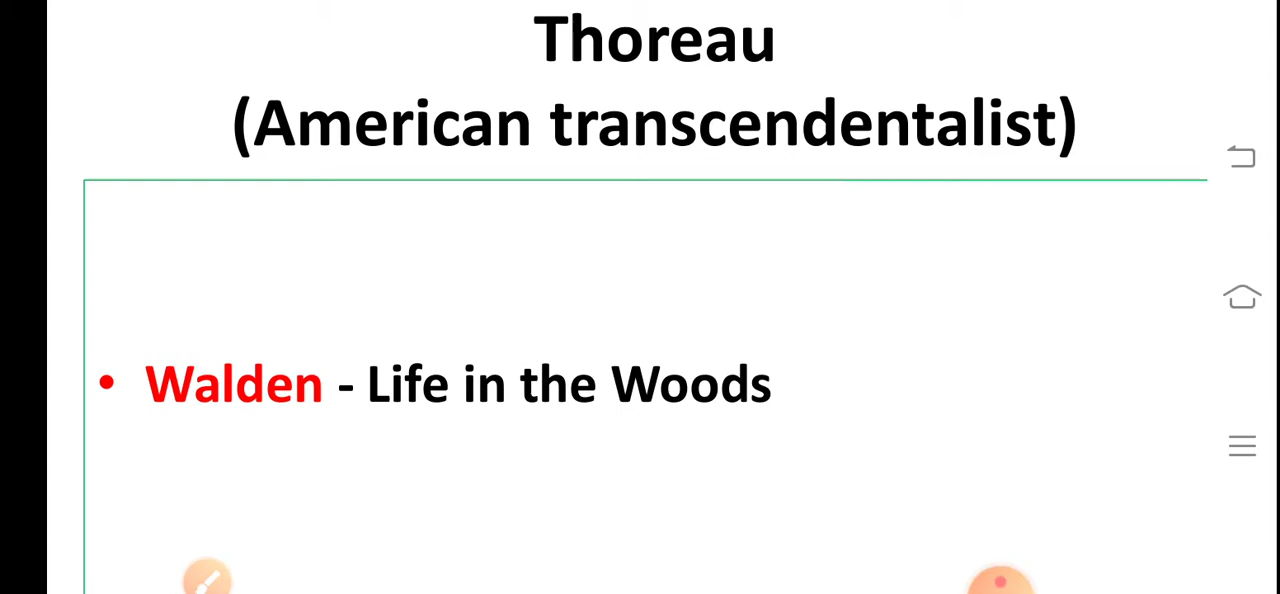 Thoreau
(American transcendentalist)
• Walden - Life in the Woods